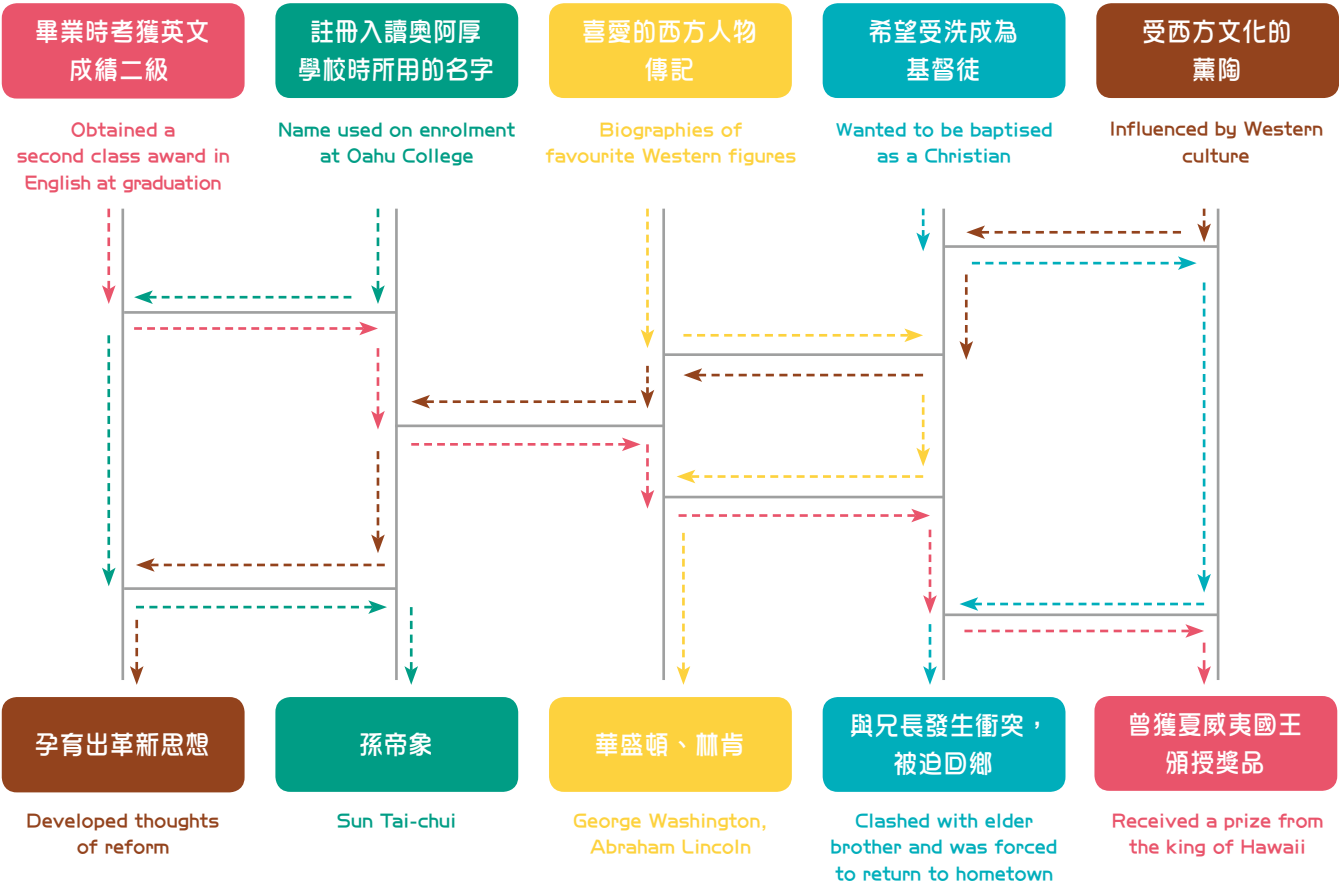 畢業時考獲英文
成績二級
註冊入讀奧阿厚
學校時所用的名字
喜愛的西方人物
傳記
希望受洗成為
基督徒
受西方文化的
薰陶
Obtained a
second class award in
English at graduation
Name used on enrolment
at Oahu College
Biographies of
favourite Western figures
Wanted to be baptised
as a Christian
Influenced by Western
culture
孕育出革新思想
孫帝象
華盛頓、林肯
與兄長發生衝突，
被迫回鄉
曾獲夏威夷國王
頒授獎品
Developed thoughts
of reform
Sun Tai-chui
George Washington,
Abraham Lincoln
Clashed with elder
brother and was forced
to return to hometown
Received a prize from
the king of Hawaii